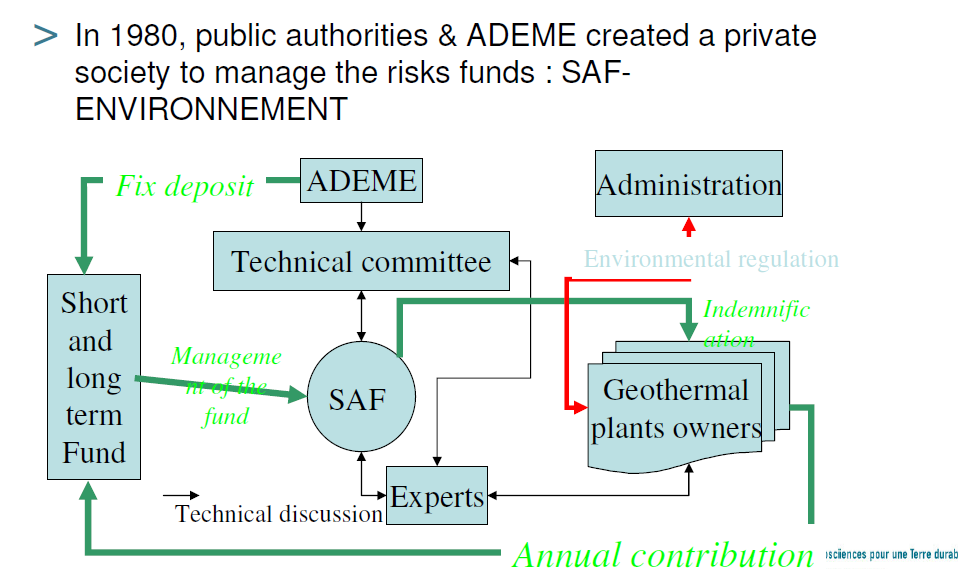 > In 1980, public authorities & ADEME created a private
society to manage the risks funds : SAF-
ENVIRONNEMENT
Fix deposit
ADEME
Administration
Technical committee
Environmental regulation
Short
and
long
term
Fund
Indemnific
ation
Manageme
nt of the
fund
SAF
Geothermal
plants owners
Experts
Technical discussion
Annual contribution
pour une Terre durab